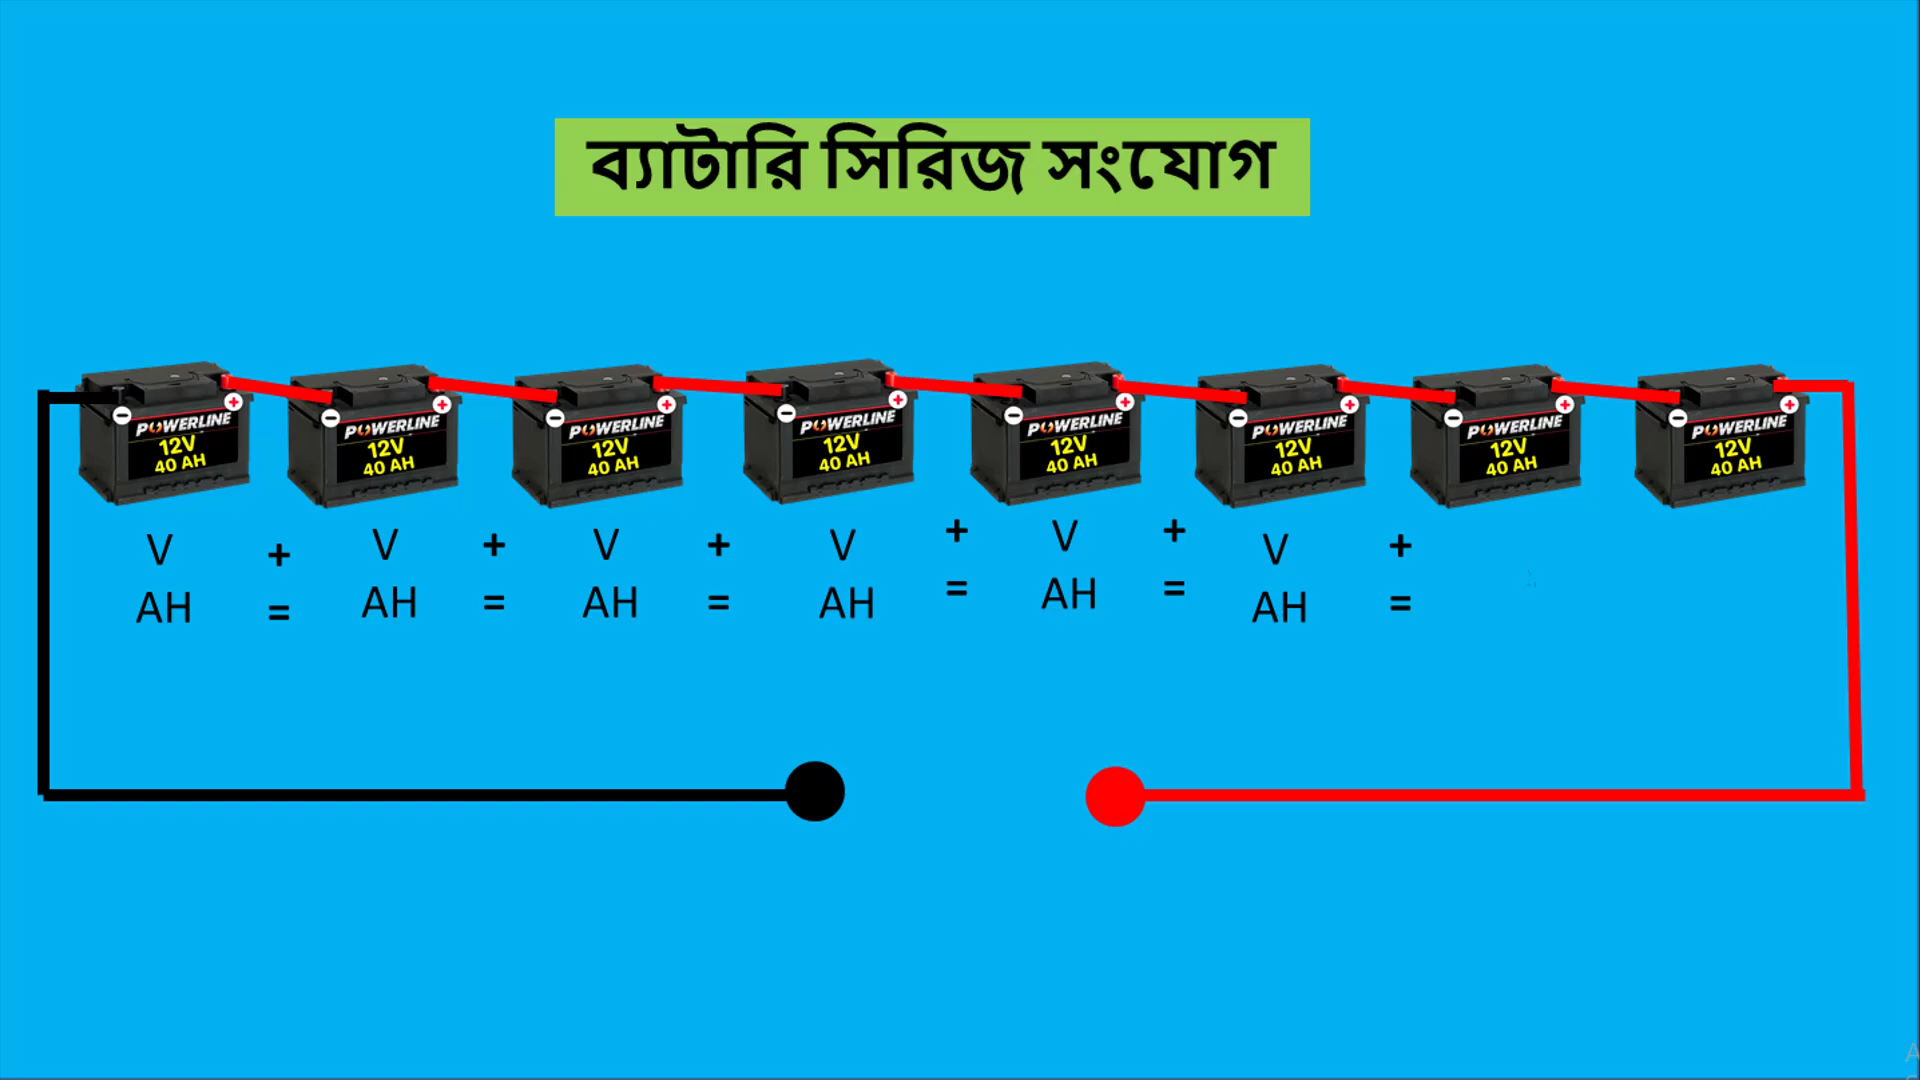 ব্যাটারি সিরিজ সংযোগ
POWERLINE POWERLINE POWERLINE POWERLINE POWERLINE POWERLINE POWERLINE POWERLINE
12V 12V 12V 12V 12V 12V 12V 12V
40 AH 40 AH 40 AH 40 AH 40 AH 40 AH 40 AH 40 AH
V + V + V + V + V + V +
AH = AH = AH = AH = AH = AH =